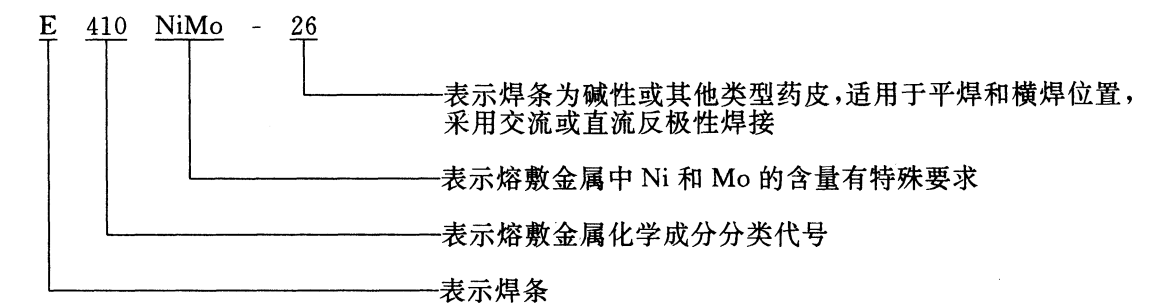 E 410 NiMo - 26
表示焊条为碱性或其他类型药皮,适用于平焊和横焊位置,
采用交流或直流反极性焊接
表示熔敷金属中 Ni 和 Mo 的含量有特殊要求
表示熔敷金属化学成分分类代号
表示焊条